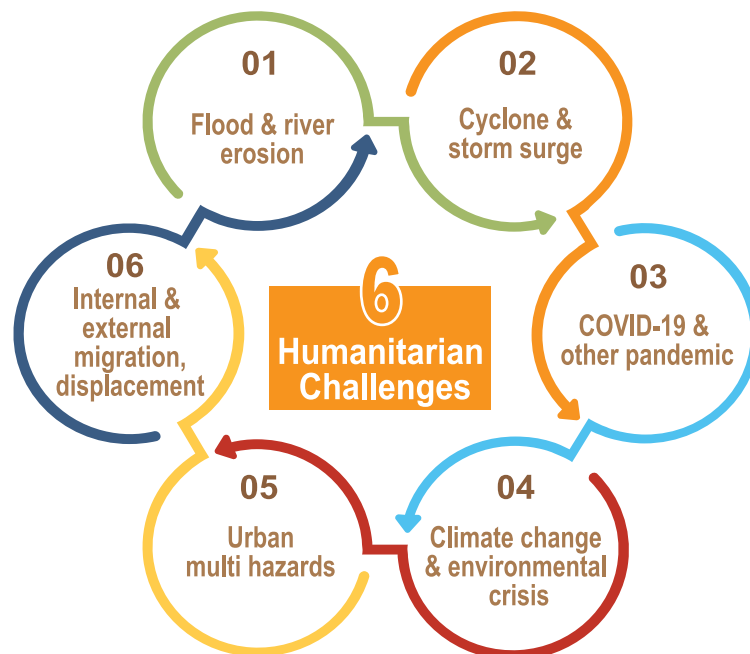 01
Flood & river
erosion
02
Cyclone &
storm surge
03
COVID-19 &
other pandemic
04
Climate change
& environmental
crisis
05
Urban
multi hazards
06
Internal &
external
migration,
displacement
6
Humanitarian
Challenges